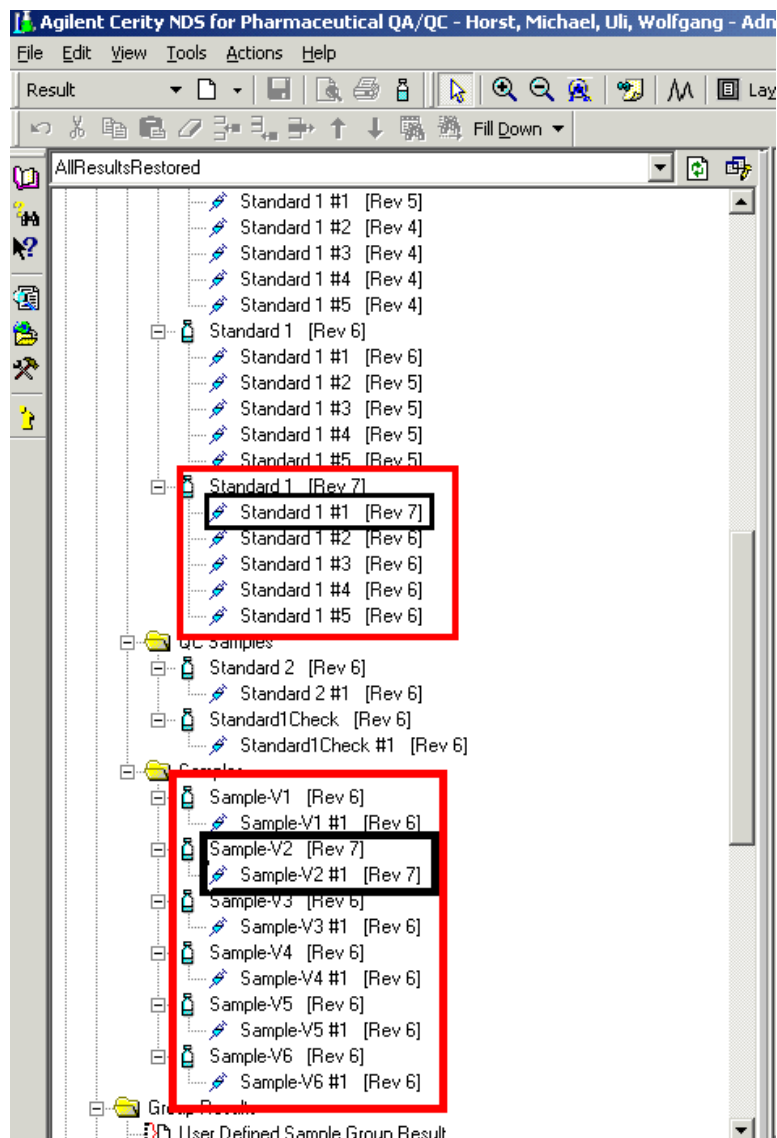 Agilent Cerity NDS for Pharmaceutical QA/QC - Horst, Michael, Uli, Wolfgang - Adn
File Edit View Tools Actions Help
Result Lay
Fill Down
AllResultsRestored
Standard 1 #1 [Rev 5]
Standard 1 #2 [Rev 4]
Standard 1 #3 [Rev 4]
Standard 1 #4 [Rev 4]
Standard 1 #5 [Rev 4]
Standard 1 [Rev 6]
Standard 1 #1 [Rev 6]
Standard 1 #2 [Rev 5]
Standard 1 #3 [Rev 5]
Standard 1 #4 [Rev 5]
Standard 1 #5 [Rev 5]
Standard 1 [Rev 7]
Standard 1 #1 [Rev 7]
Standard 1 #2 [Rev 6]
Standard 1 #3 [Rev 6]
Standard 1 #4 [Rev 6]
Standard 1 #5 [Rev 6]
QC Samples
Standard 2 [Rev 6]
Standard 2 #1 [Rev 6]
Standard1Check [Rev 6]
Standard1Check #1 [Rev 6]
Samples
Sample-V1 [Rev 6]
Sample-V1 #1 [Rev 6]
Sample-V2 [Rev 7]
Sample-V2 #1 [Rev 7]
Sample-V3 [Rev 6]
Sample-V3 #1 [Rev 6]
Sample-V4 [Rev 6]
Sample-V4 #1 [Rev 6]
Sample-V5 [Rev 6]
Sample-V5 #1 [Rev 6]
Sample-V6 [Rev 6]
Sample-V6 #1 [Rev 6]
Group Results
User Defined Sample Group Result